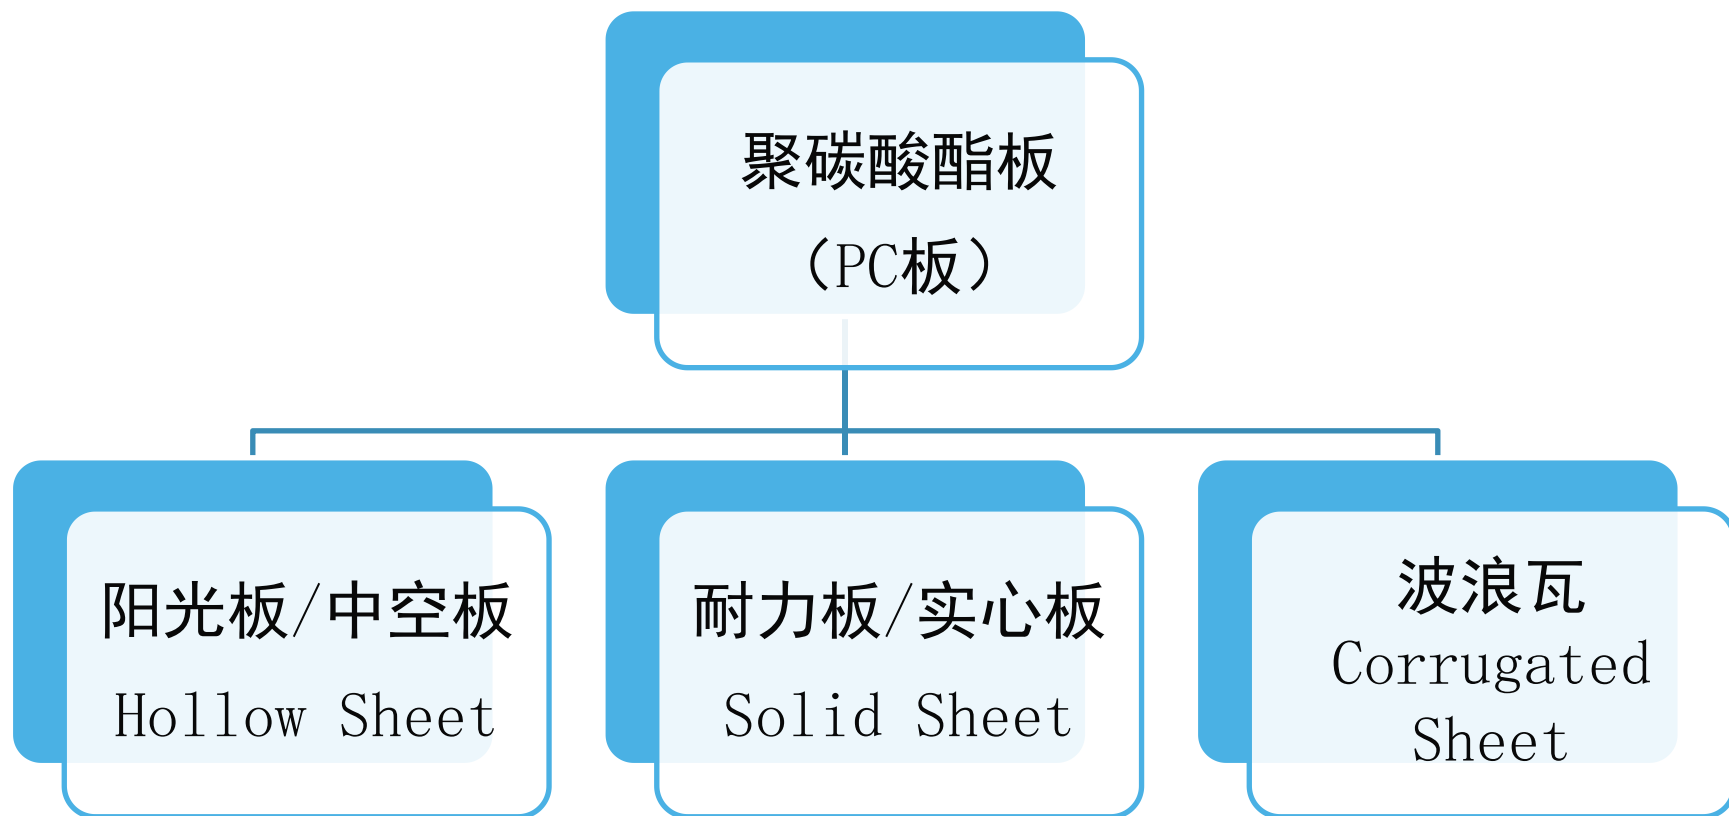 聚碳酸酯板
（PC板）
阳光板/中空板
Hollow Sheet
耐力板/实心板
Solid Sheet
波浪瓦
Corrugated
Sheet